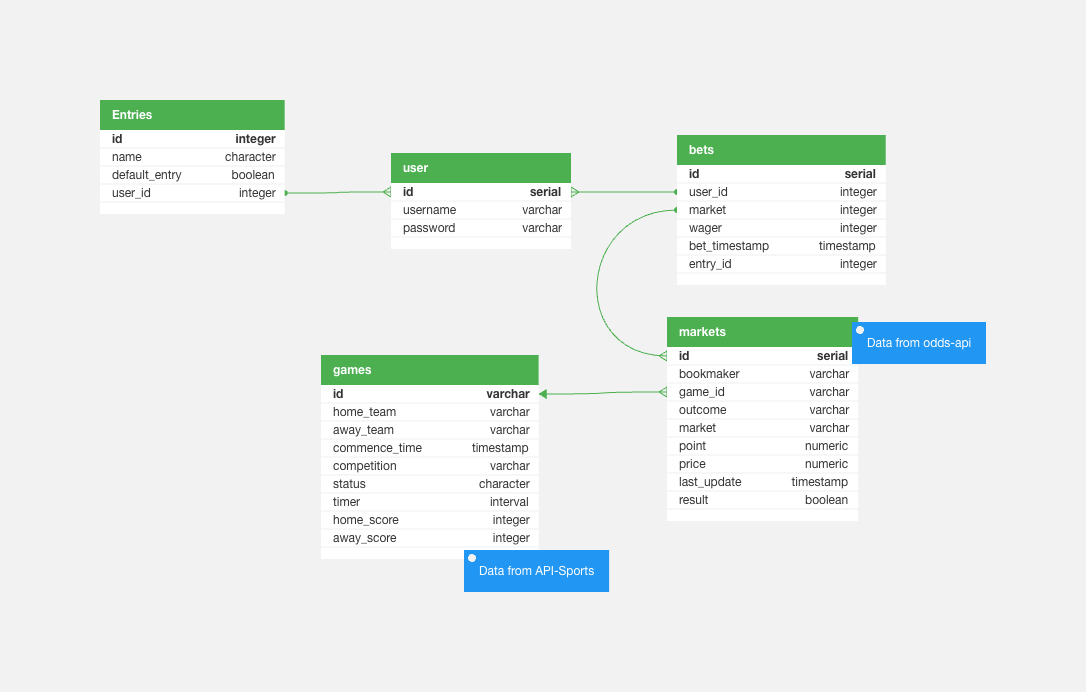 Entries
id integer
name character
default_entry boolean
user_id integer
user
id serial
username varchar
password varchar
bets
id serial
user_id integer
market integer
wager integer
bet_timestamp timestamp
entry_id integer
markets
Data from odds-api
id serial
bookmaker varchar
game_id varchar
outcome varchar
market varchar
point numeric
price numeric
last_update timestamp
result boolean
games
id varchar
home_team varchar
away_team varchar
commence_time timestamp
competition varchar
status character
timer interval
home_score integer
away_score integer
Data from API-Sports